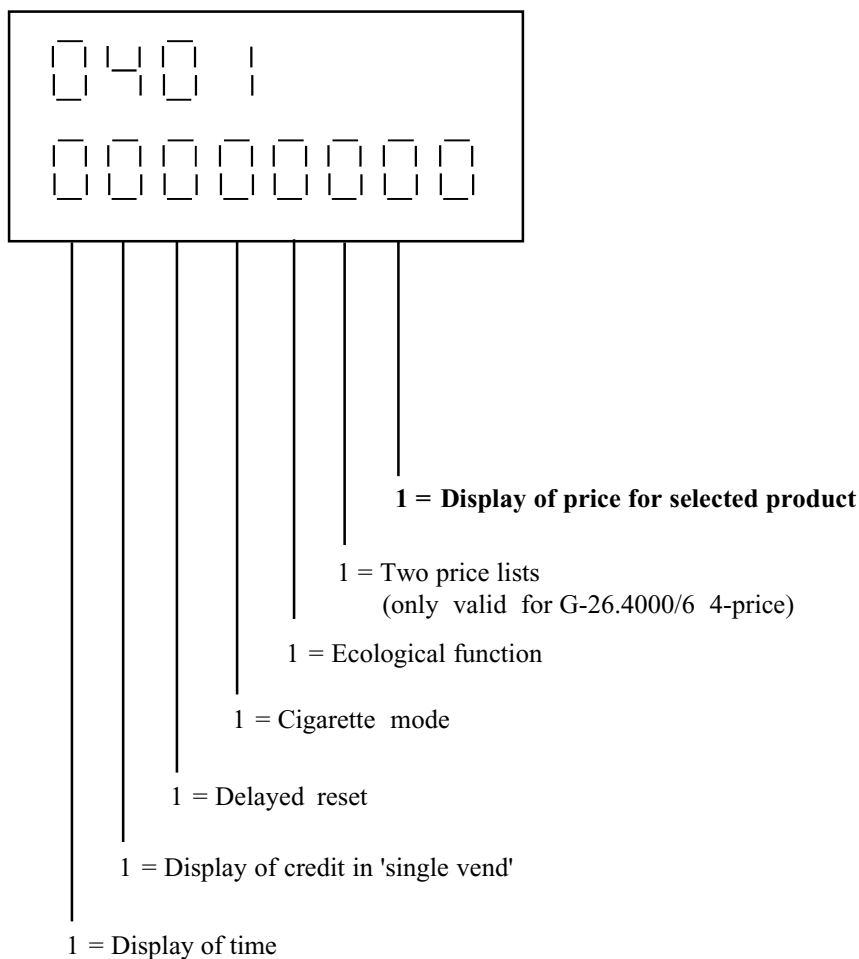 0401
00000000
1 = Display of price for selected product
1 = Two price lists
(only valid for G-26.4000/6 4-price)
1 = Ecological function
1 = Cigarette mode
1 = Delayed reset
1 = Display of credit in 'single vend'
1 = Display of time